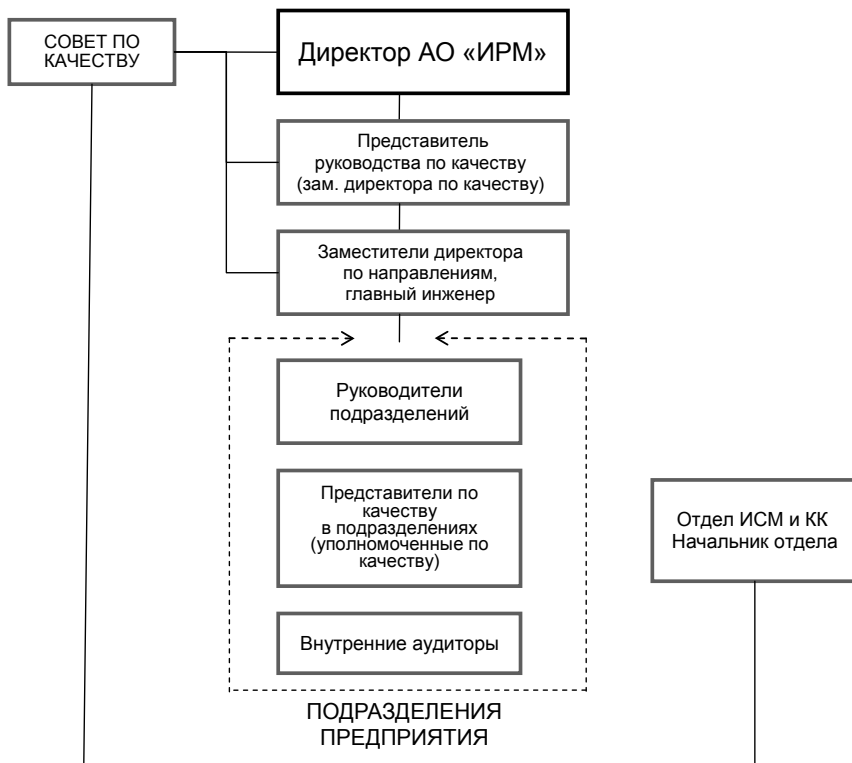 СОВЕТ ПО
КАЧЕСТВУ
Директор АО «ИРМ»
Представитель
руководства по качеству
(зам. директора по качеству)
Заместители директора
по направлениям,
главный инженер
Руководители
подразделений
Представители по
качеству
в подразделениях
(уполномоченные по
качеству)
Отдел ИСМ и КК
Начальник отдела
Внутренние аудиторы
ПОДРАЗДЕЛЕНИЯ
ПРЕДПРИЯТИЯ